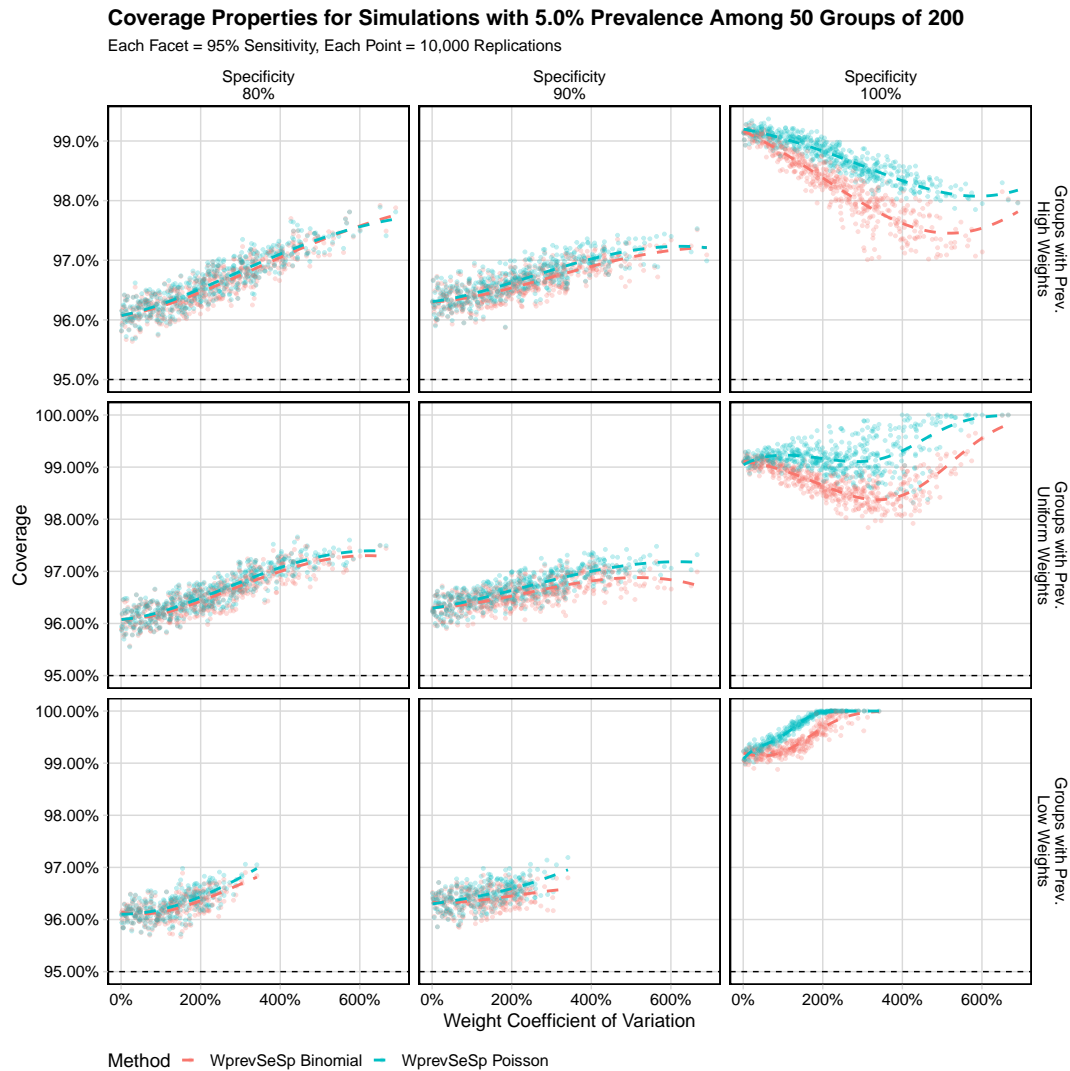 Coverage Properties for Simulations with 5.0% Prevalence Among 50 Groups of 200
Each Facet = 95% Sensitivity, Each Point = 10,000 Replications
Specificity
80%
Specificity
90%
Specificity
100%
99.0%
98.0%
97.0%
96.0%
95.0%
Groups with Prev.
High Weights
Coverage
100.00%
99.00%
98.00%
97.00%
96.00%
95.00%
Groups with Prev.
Uniform Weights
100.00%
99.00%
98.00%
97.00%
96.00%
95.00%
Groups with Prev.
Low Weights
0% 200% 400% 600%
0% 200% 400% 600%
0% 200% 400% 600%
Weight Coefficient of Variation
Method WprevSeSp Binomial WprevSeSp Poisson